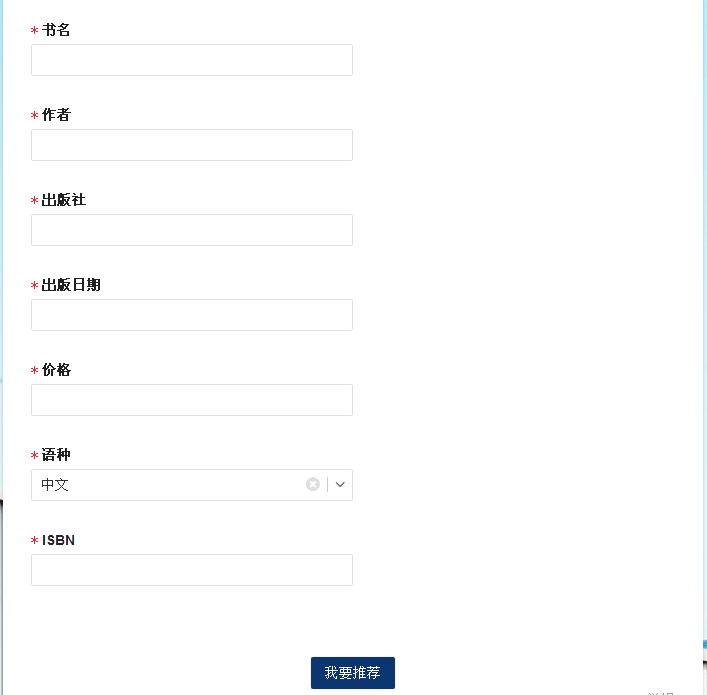 * 书名
* 作者
* 出版社
* 出版日期
* 价格
* 语种
中文
* ISBN
我要推荐